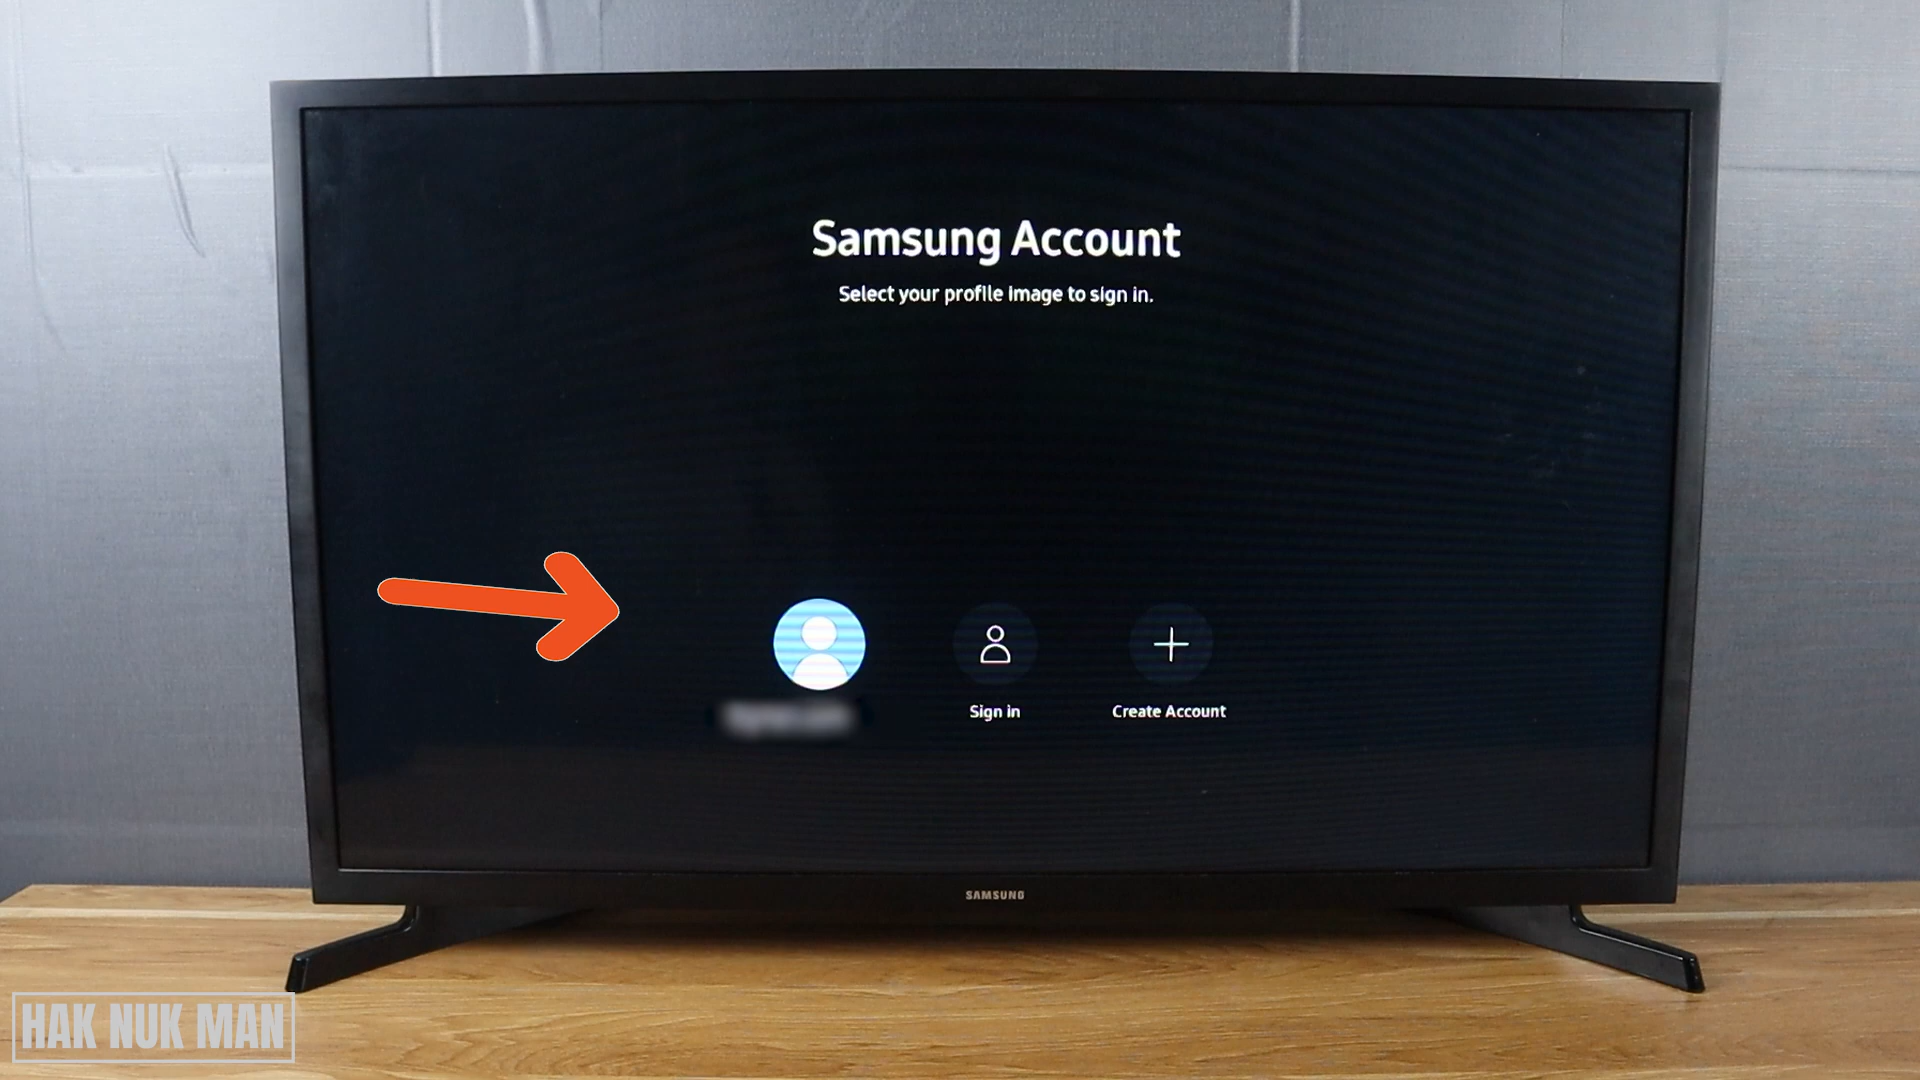 Samsung Account
Select your profile image to sign in.
Sign in
Create Account
SAMSUNG
HAK NUK MAN